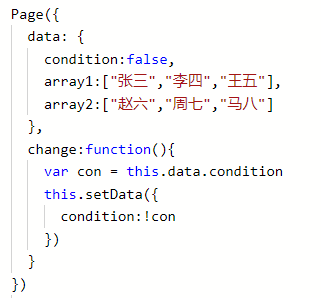 Page({
  data: {
    condition:false,
    array1:["张三","李四","王五"],
    array2:["赵六","周七","马八"]
  },
  change:function(){
    var con = this.data.condition
    this.setData({
      condition:!con
    })
  }
})